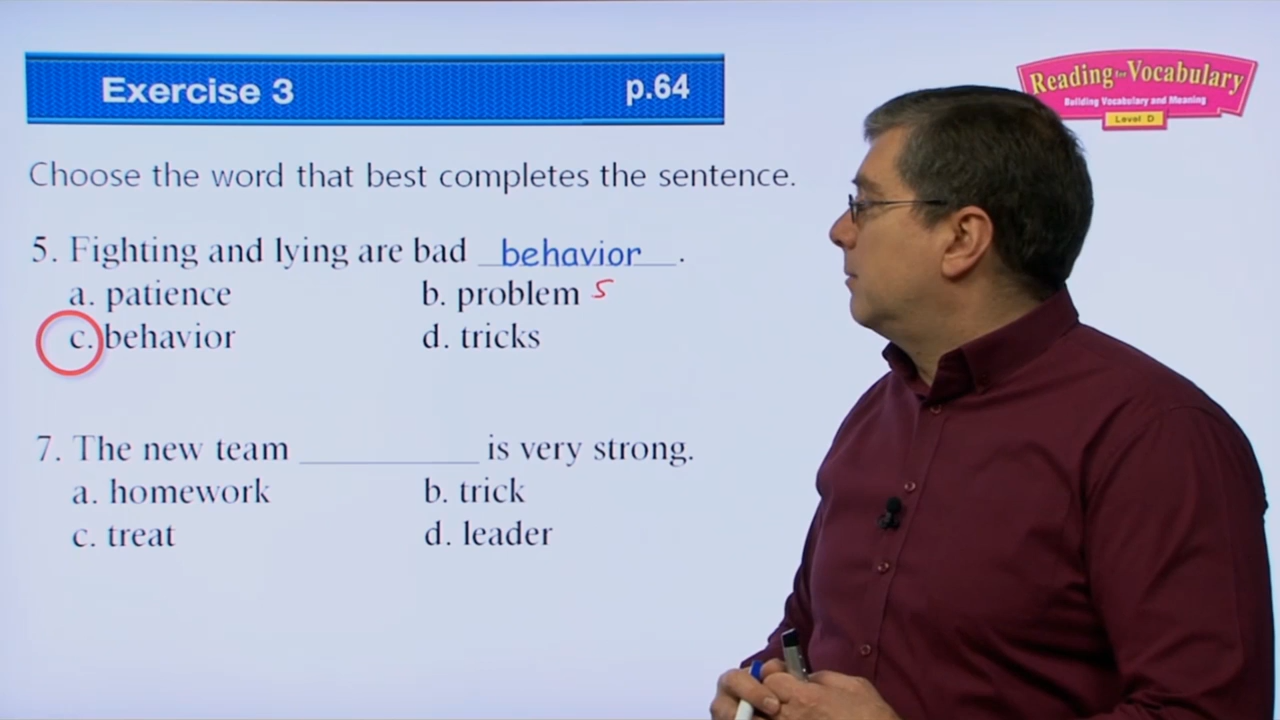 Exercise 3 p.64
Reading for Vocabulary
Building Vocabulary and Meaning
Level D
Choose the word that best completes the sentence.
5. Fighting and lying are bad behavior.
a. patience b. problem s
c. behavior d. tricks
7. The new team __________ is very strong.
a. homework b. trick
c. treat d. leader